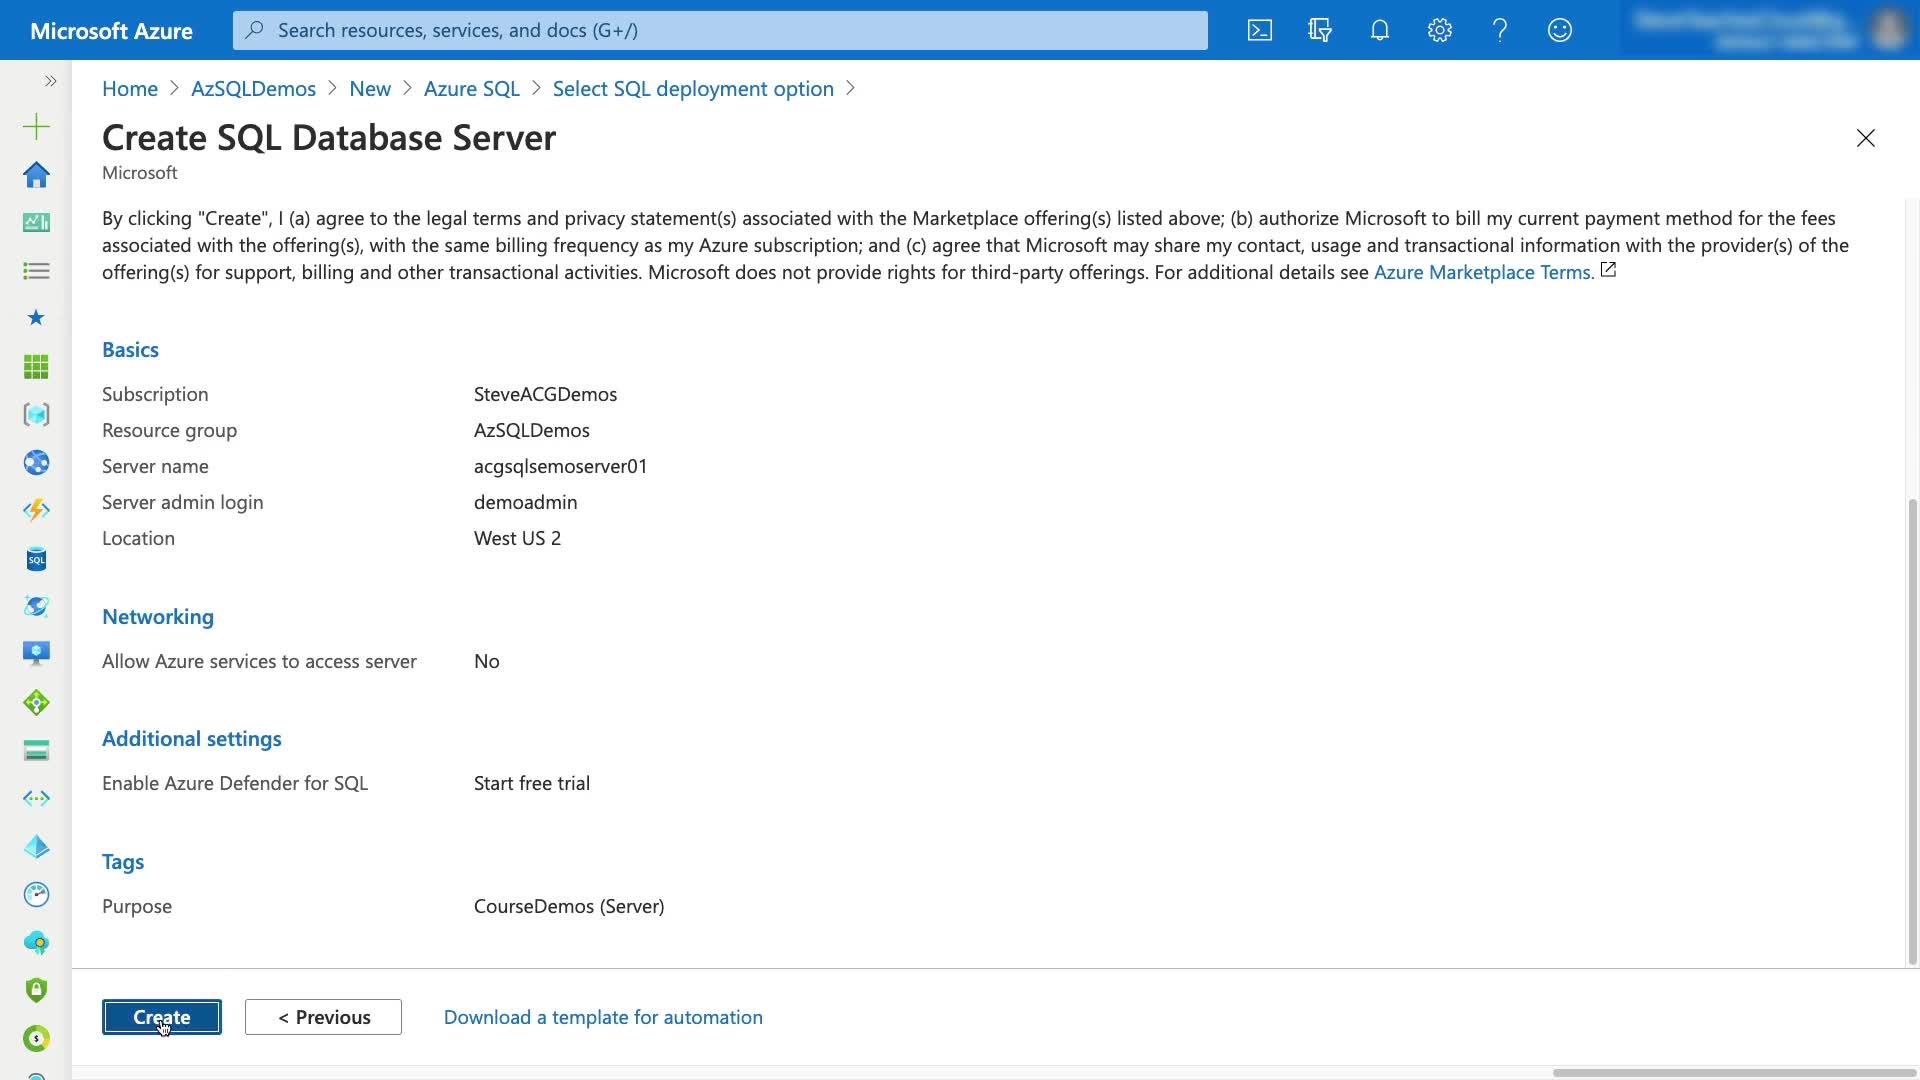 Microsoft Azure
Search resources, services, and docs (G+/)
Home > AzSQLDemos > New > Azure SQL > Select SQL deployment option >
Create SQL Database Server
Microsoft
By clicking "Create", I (a) agree to the legal terms and privacy statement(s) associated with the Marketplace offering(s) listed above; (b) authorize Microsoft to bill my current payment method for the fees
associated with the offering(s), with the same billing frequency as my Azure subscription; and (c) agree that Microsoft may share my contact, usage and transactional information with the provider(s) of the
offering(s) for support, billing and other transactional activities. Microsoft does not provide rights for third-party offerings. For additional details see Azure Marketplace Terms.
Basics
Subscription SteveACGDemos
Resource group AzSQLDemos
Server name acgsqlsemoserver01
Server admin login demoadmin
Location West US 2
SQL
Networking
Allow Azure services to access server No
Additional settings
Enable Azure Defender for SQL Start free trial
Tags
Purpose CourseDemos (Server)
Create < Previous Download a template for automation